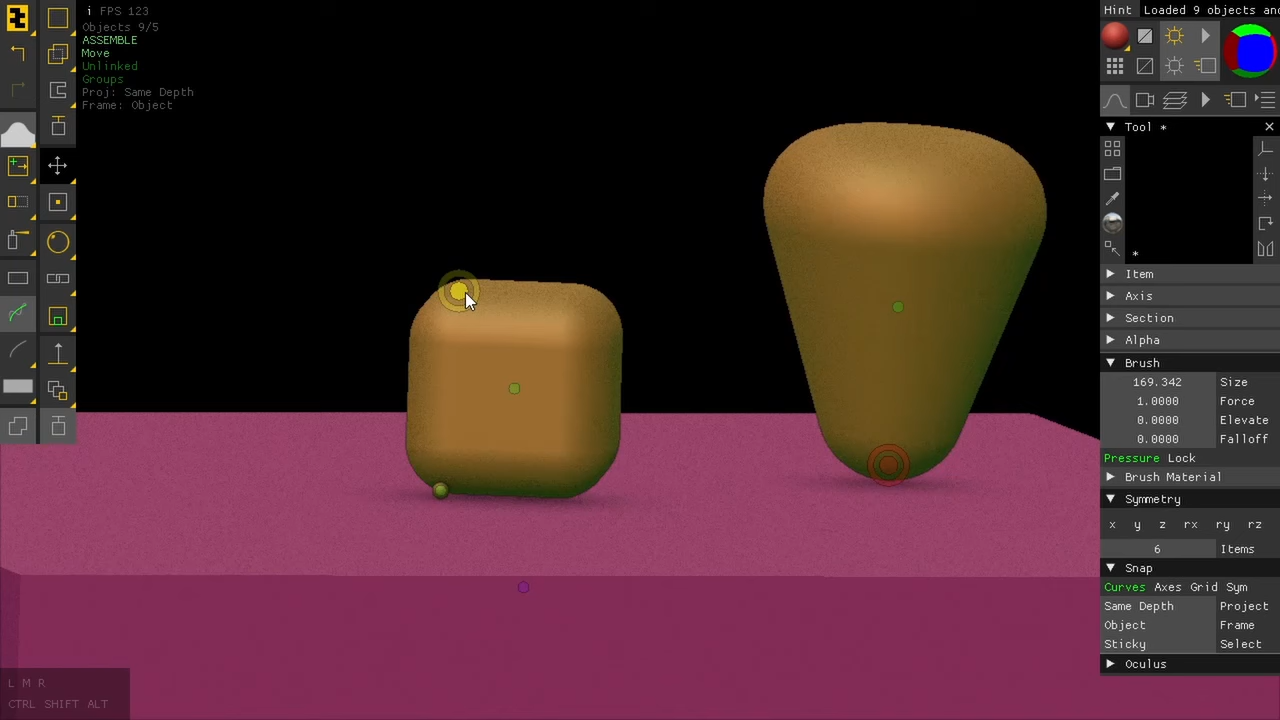 i FPS 123
Objects 9/5
ASSEMBLE
Move
Unlinked
Groups
Proj: Same Depth
Frame: Object
Hint Loaded 9 objects and
Tool *
*
Item
Axis
Section
Alpha
Brush
169.342 Size
1.0000 Force
0.0000 Elevate
0.0000 Falloff
Pressure Lock
Brush Material
Symmetry
x y z rx ry rz
6 Items
Snap
Curves Axes Grid Sym
Same Depth Project
Object Frame
Sticky Select
Oculus
L M R
CTRL SHIFT ALT